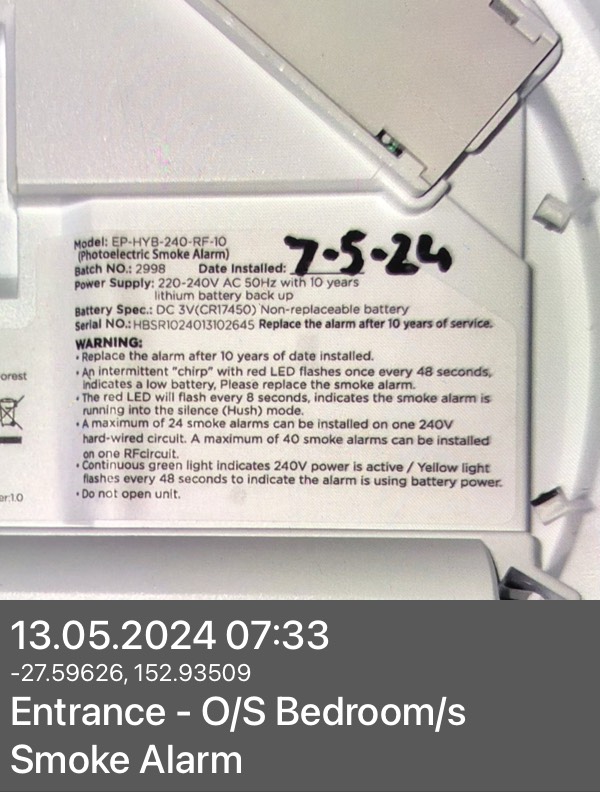 Model: EP-HYB-240-RF-10
(Photoelectric Smoke Alarm)
Batch NO.: 2998 Date Installed: 7-5-24
Power Supply: 220-240V AC 50Hz with 10 years
lithium battery back up
Battery Spec.: DC 3V(CR17450) Non-replaceable battery
Serial NO.: HBSR1024013102645 Replace the alarm after 10 years of service.
WARNING:
• Replace the alarm after 10 years of date installed.
• An intermittent "chirp" with red LED flashes once every 48 seconds,
indicates a low battery, Please replace the smoke alarm.
• The red LED will flash every 8 seconds, indicates the smoke alarm is
running into the silence (Hush) mode.
• A maximum of 24 smoke alarms can be installed on one 240V
hard-wired circuit. A maximum of 40 smoke alarms can be installed
on one RFcircuit.
• Continuous green light indicates 240V power is active / Yellow light
flashes every 48 seconds to indicate the alarm is using battery power.
• Do not open unit.
orest
er:1.0
13.05.2024 07:33
-27.59626, 152.93509
Entrance - O/S Bedroom/s
Smoke Alarm